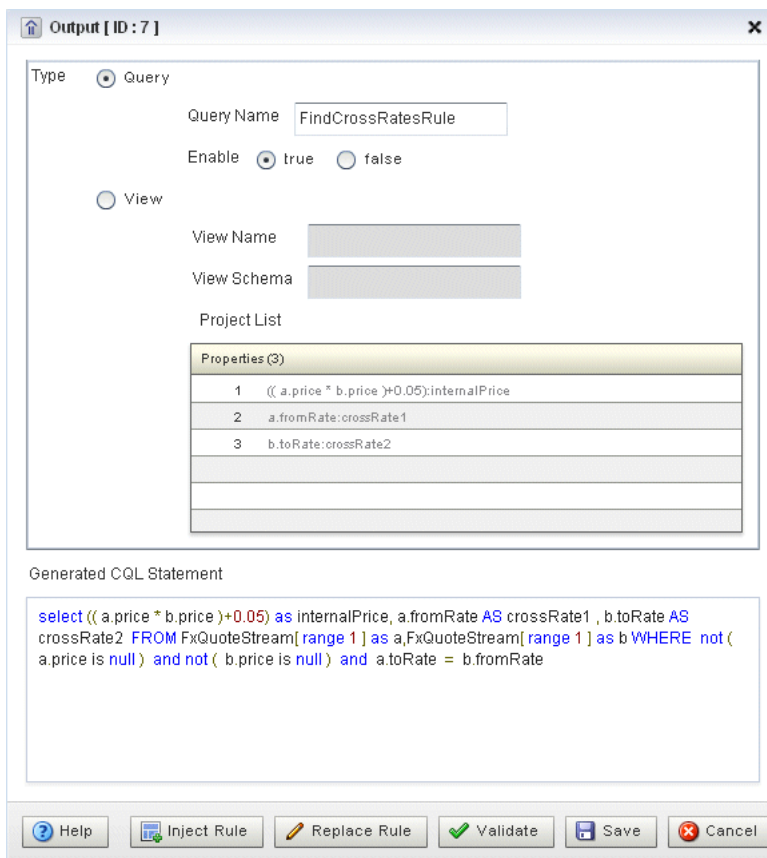 Output [ ID : 7 ]
Type Query
Query Name FindCrossRatesRule
Enable true false
View
View Name
View Schema
Project List
Properties (3)
1 (( a.price * b.price )+0.05):internalPrice
2 a.fromRate:crossRate1
3 b.toRate:crossRate2
Generated CQL Statement
select (( a.price * b.price )+0.05) as internalPrice, a.fromRate AS crossRate1 , b.toRate AS
crossRate2 FROM FxQuoteStream[ range 1 ] as a,FxQuoteStream[ range 1 ] as b WHERE not (
a.price is null ) and not ( b.price is null ) and a.toRate = b.fromRate
Help Inject Rule Replace Rule Validate Save Cancel